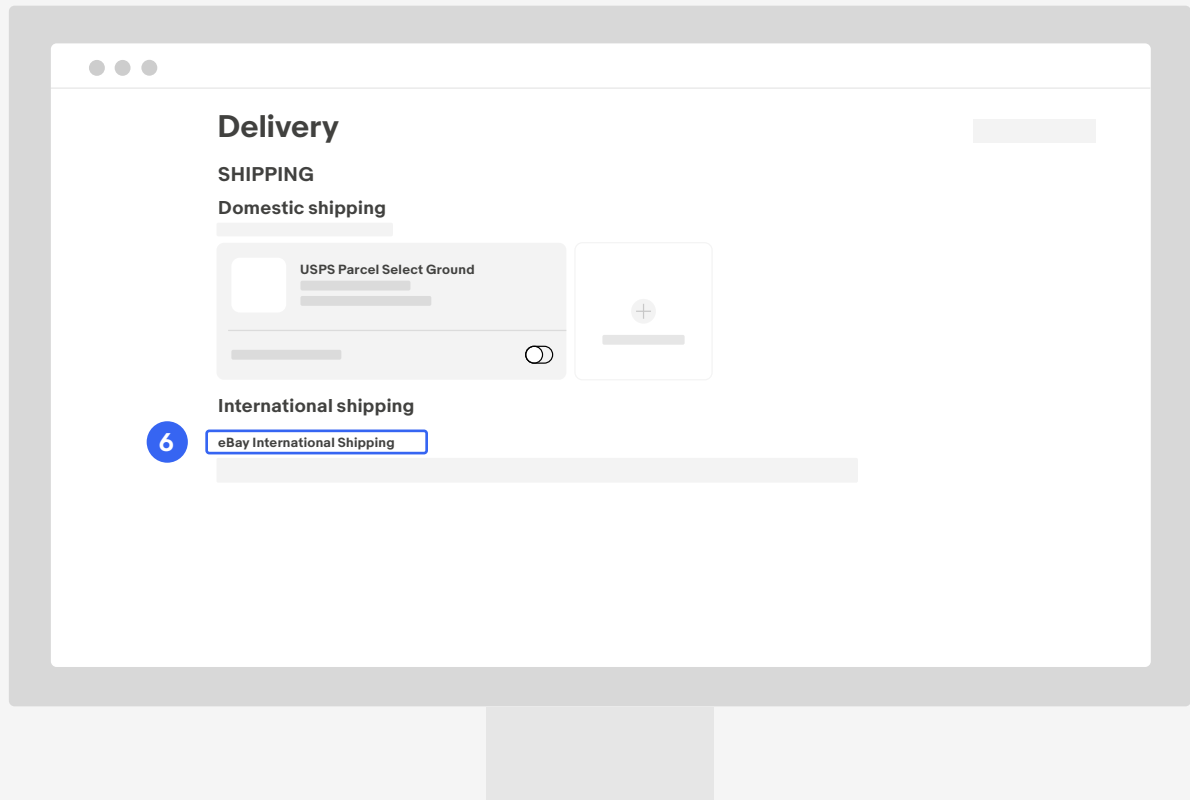 Delivery
SHIPPING
Domestic shipping
USPS Parcel Select Ground
International shipping
6
eBay International Shipping